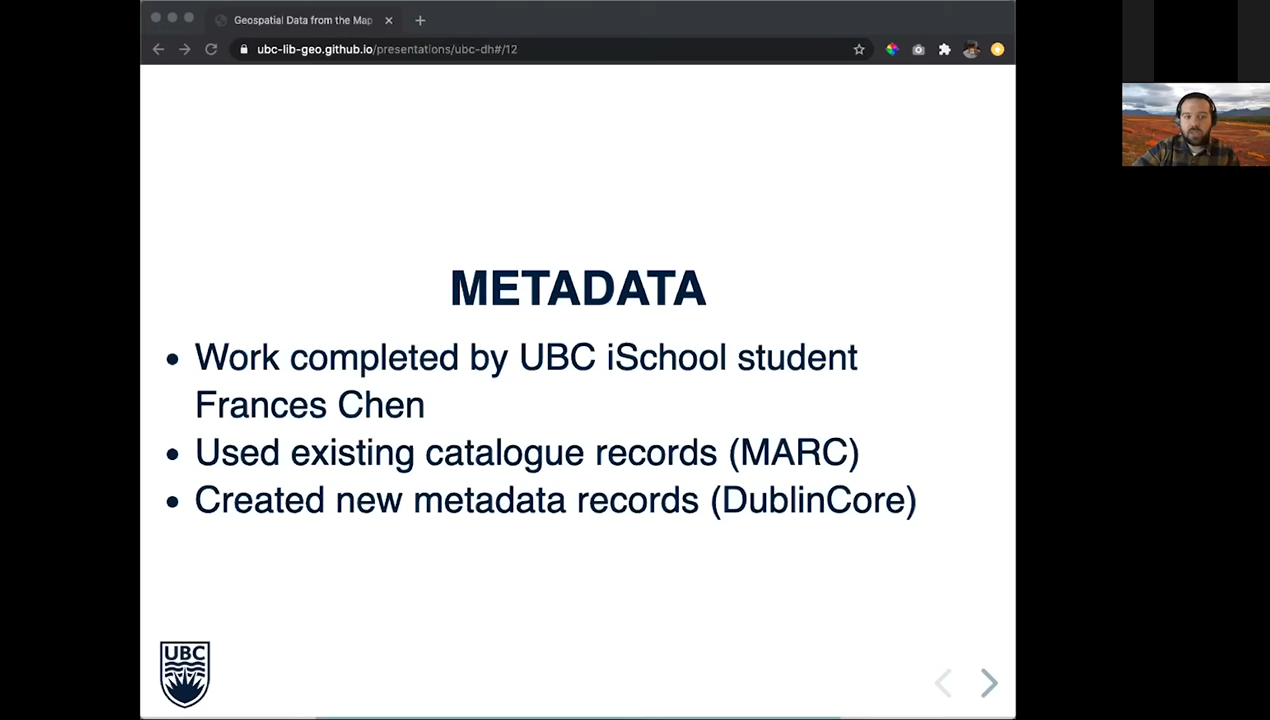 Geospatial Data from the Map
ubc-lib-geo.github.io/presentations/ubc-dh#/12
METADATA
• Work completed by UBC iSchool student
Frances Chen
• Used existing catalogue records (MARC)
• Created new metadata records (DublinCore)
UBC